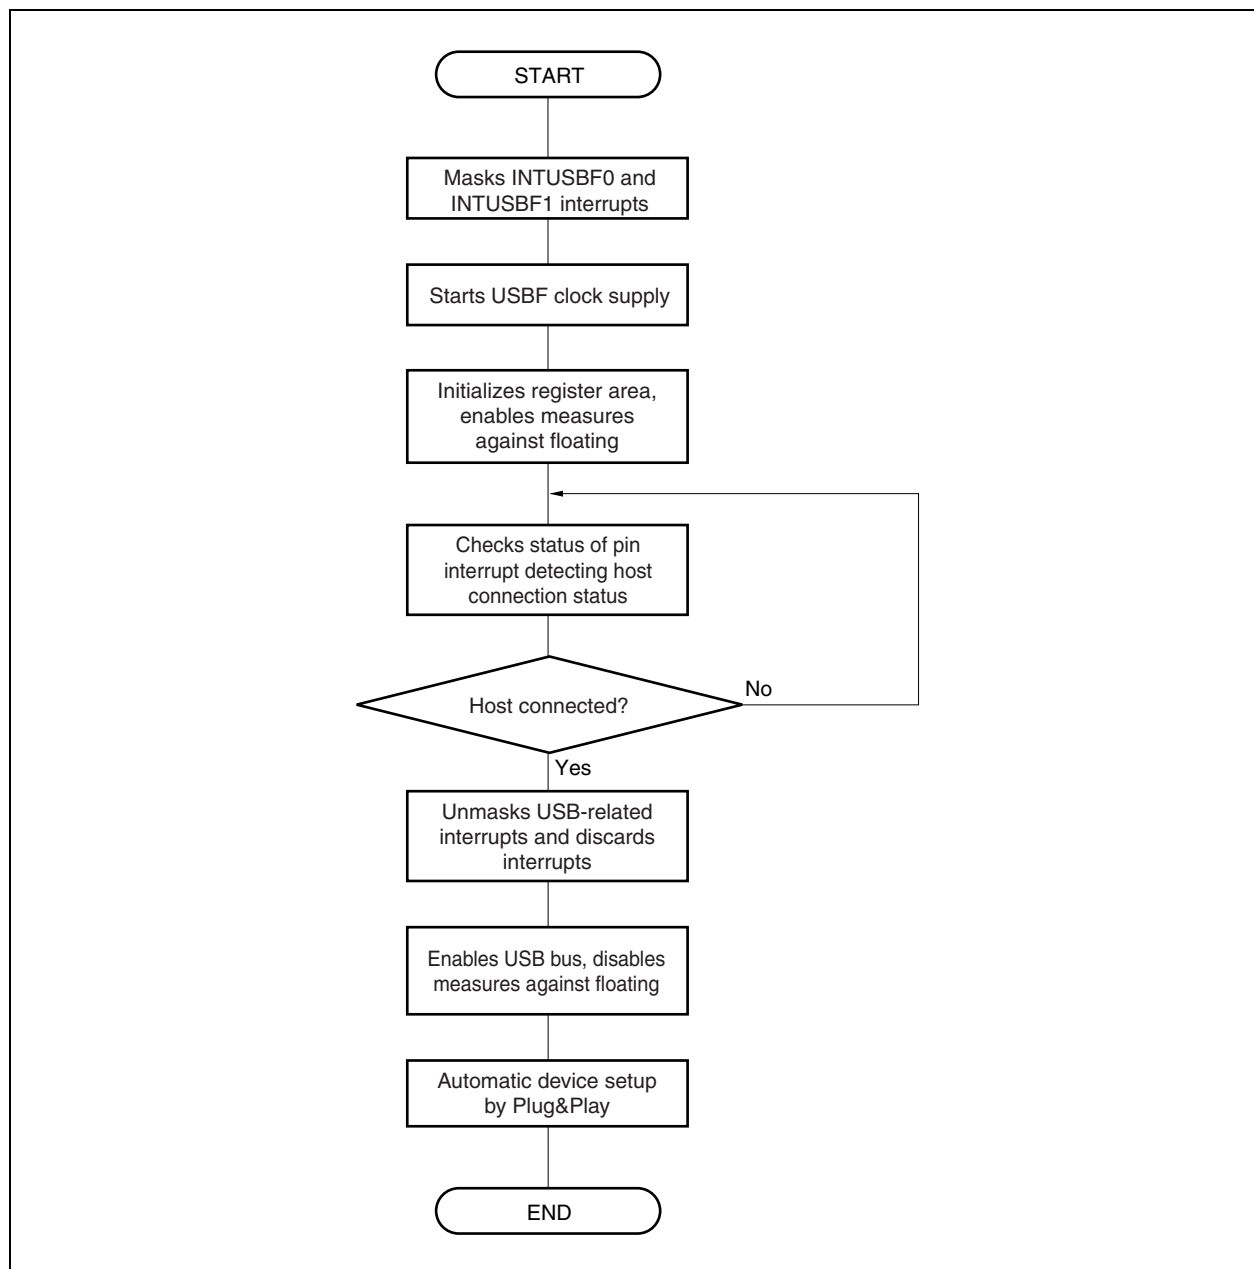 START
Masks INTUSBF0 and
INTUSBF1 interrupts
Starts USBF clock supply
Initializes register area,
enables measures
against floating
Checks status of pin
interrupt detecting host
connection status
Host connected?
No
Yes
Unmasks USB-related
interrupts and discards
interrupts
Enables USB bus, disables
measures against floating
Automatic device setup
by Plug&Play
END